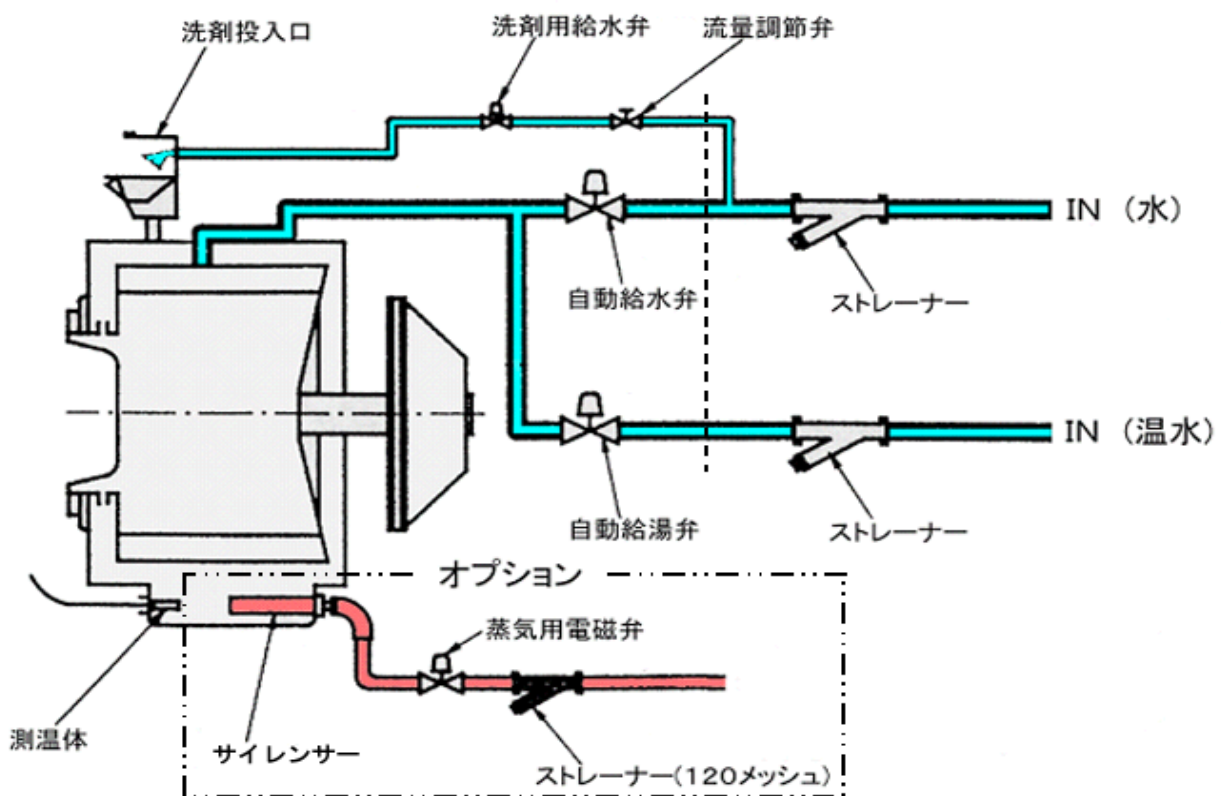 洗剤投入口
洗剤用給水弁
流量調節弁
IN (水)
自動給水弁
ストレーナー
IN (温水)
自動給湯弁
ストレーナー
オプション
蒸気用電磁弁
測温体
サイレンサー
ストレーナー(120メッシュ)